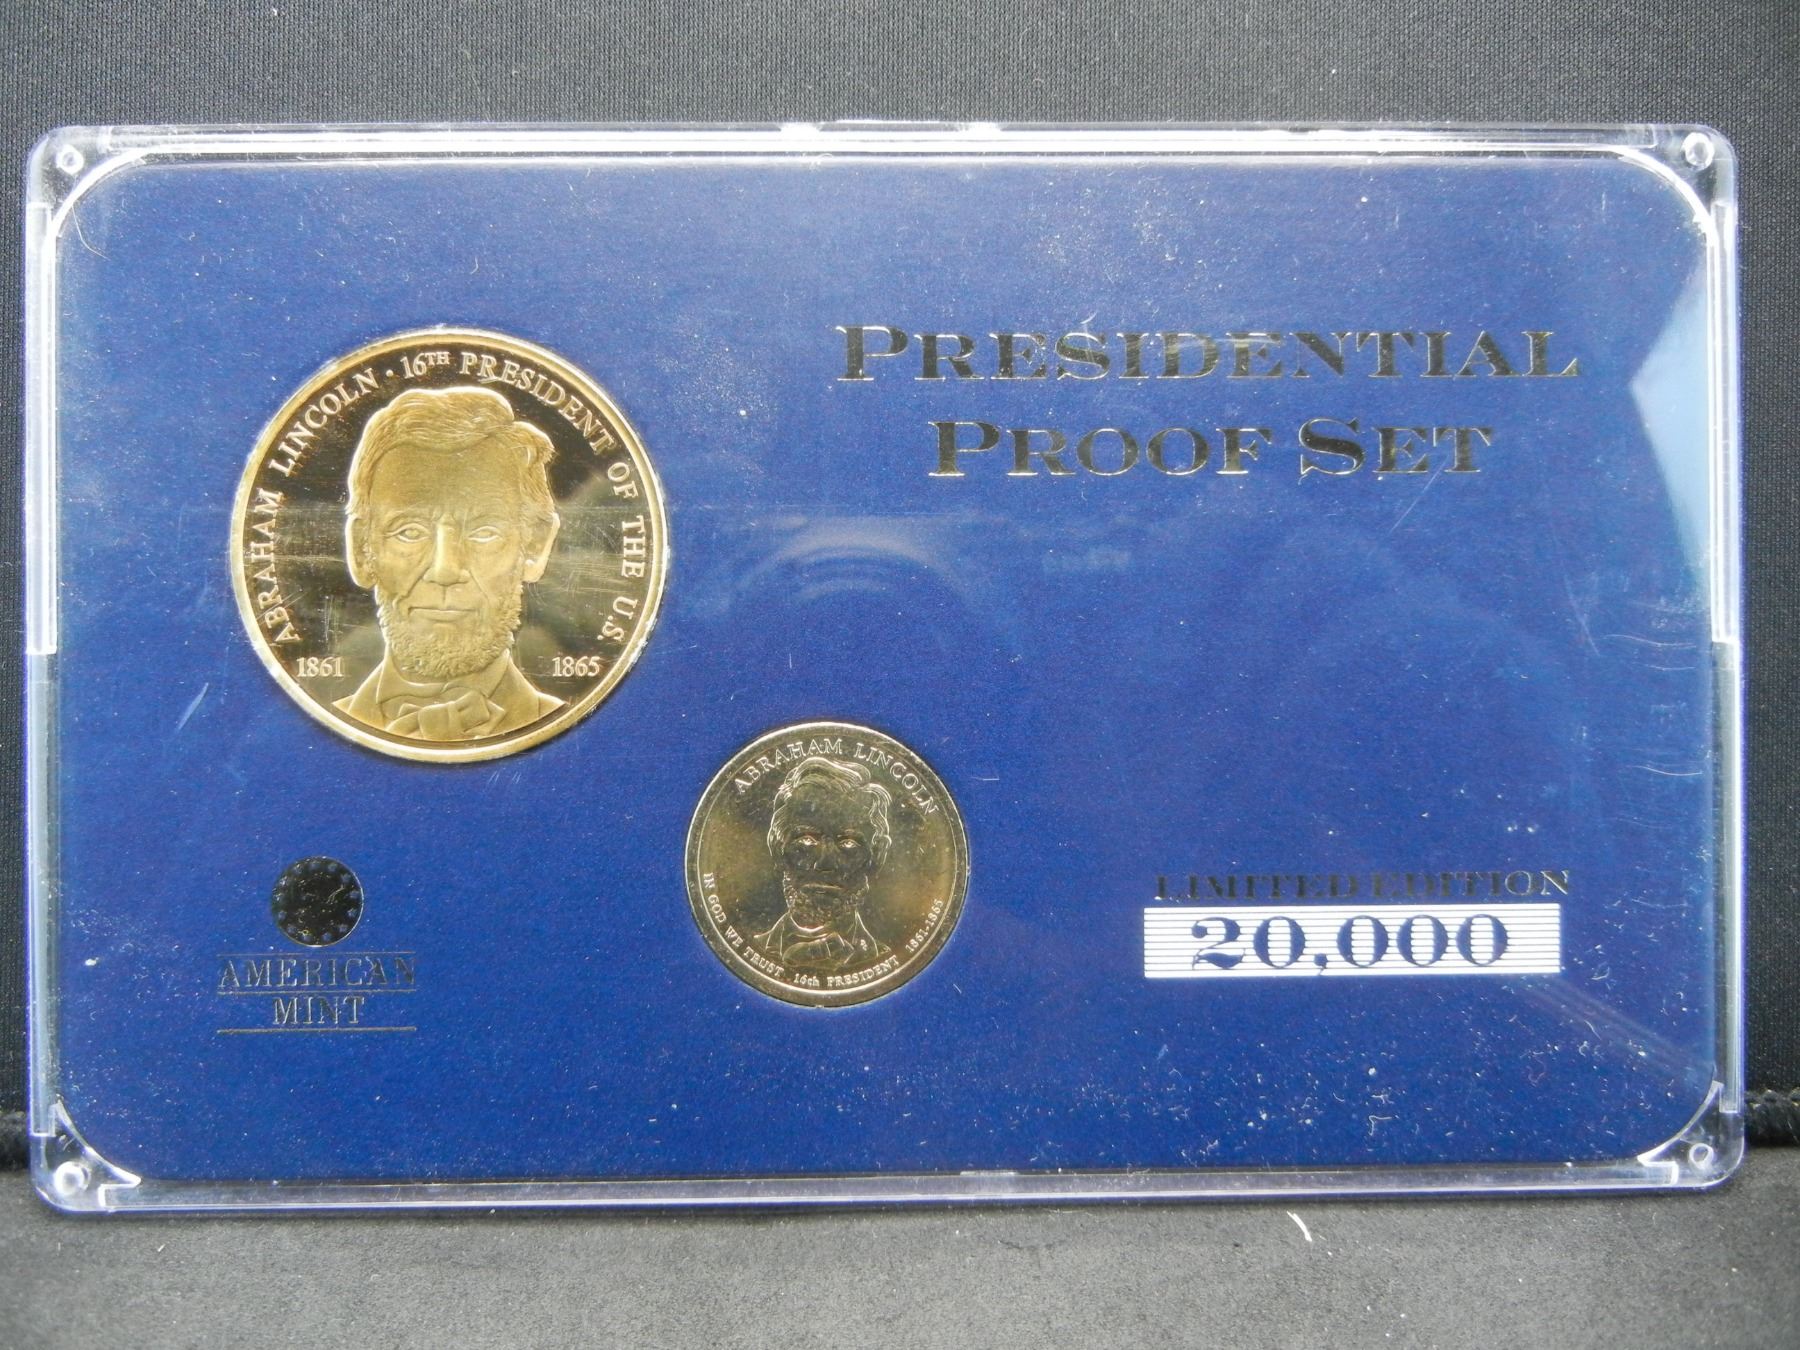 PRESIDENTIAL
PROOF SET
ABRAHAM LINCOLN · 16TH PRESIDENT OF THE U.S.
1861 1865
ABRAHAM LINCOLN
IN GOD WE TRUST 16th PRESIDENT 1861-1865
AMERICAN
MINT
LIMITED EDITION
20,000